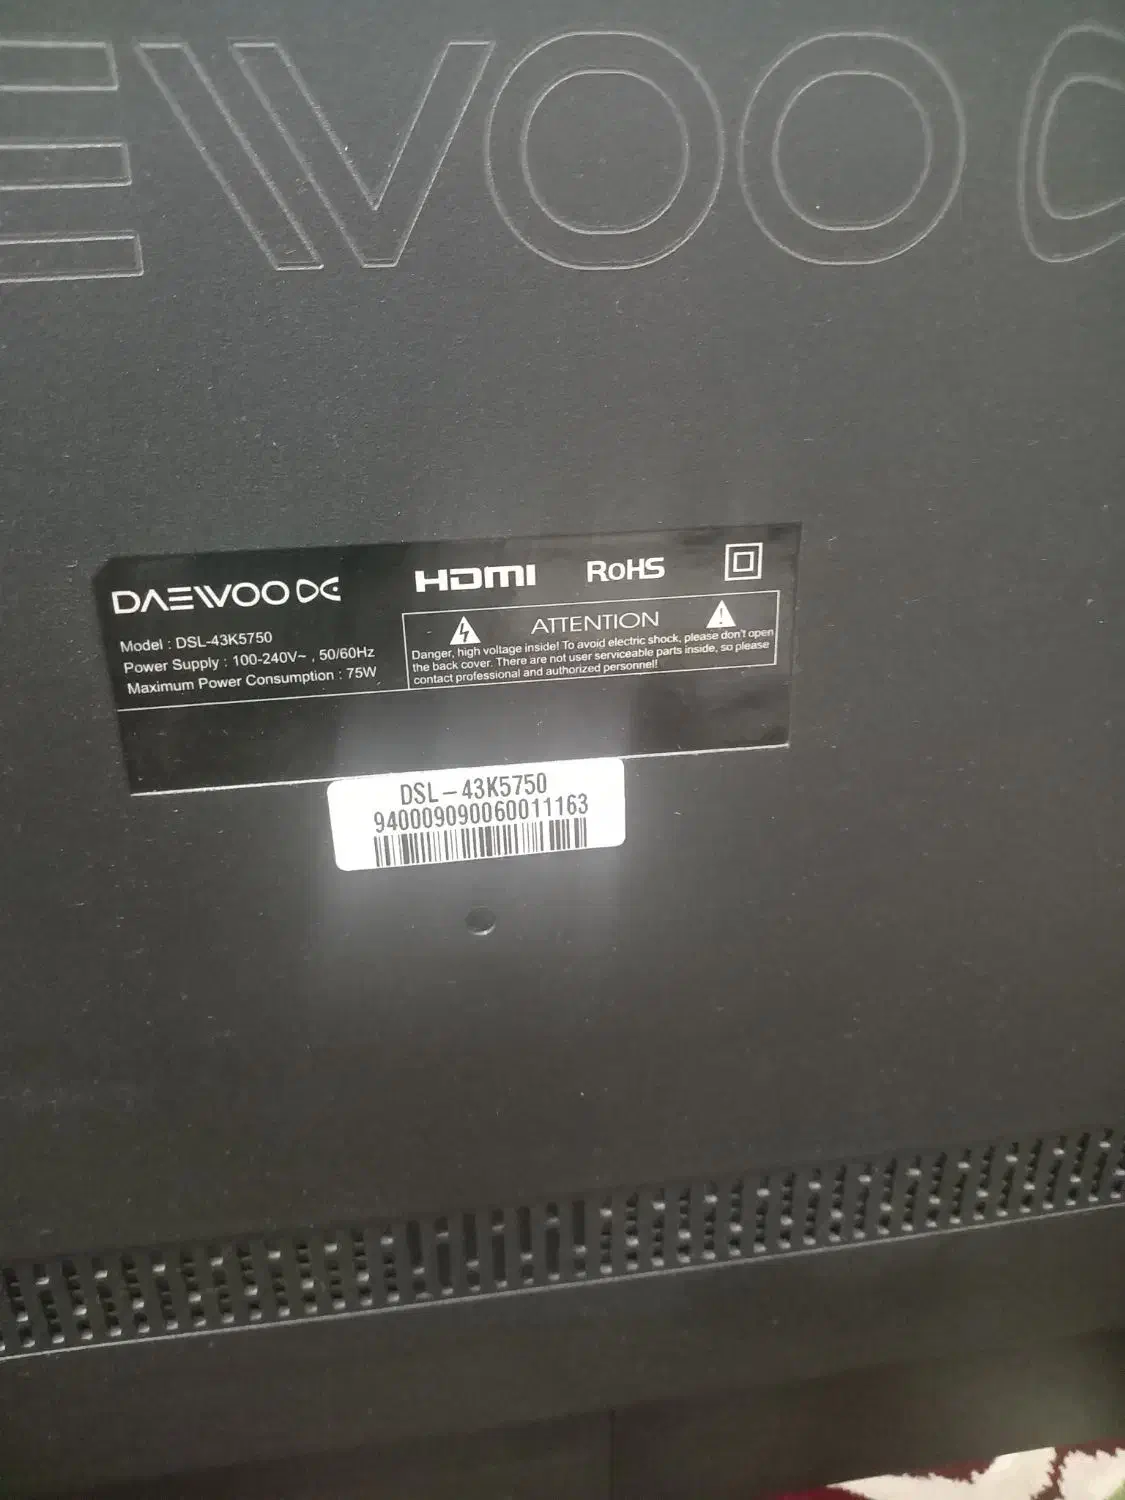 EWOO
DAEWOO
HDMI
RoHS
Model : DSL-43K5750
Power Supply : 100-240V~ , 50/60Hz
Maximum Power Consumption : 75W
ATTENTION
Danger, high voltage inside! To avoid electric shock, please don't open
the back cover. There are not user serviceable parts inside, so please
contact professional and authorized personnel!
DSL-43K5750
940009090060011163